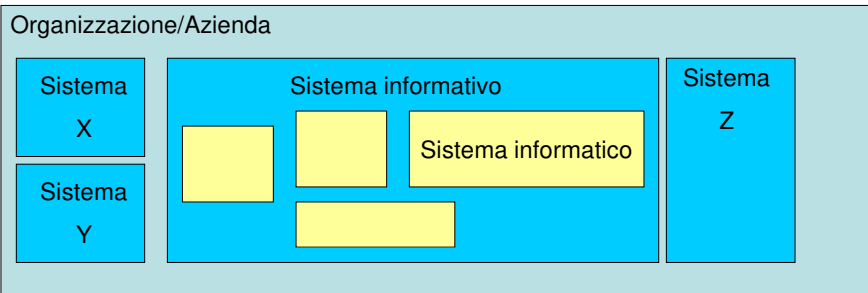 Organizzazione/Azienda
Sistema
X
Sistema
Y
Sistema informativo
Sistema informatico
Sistema
Z